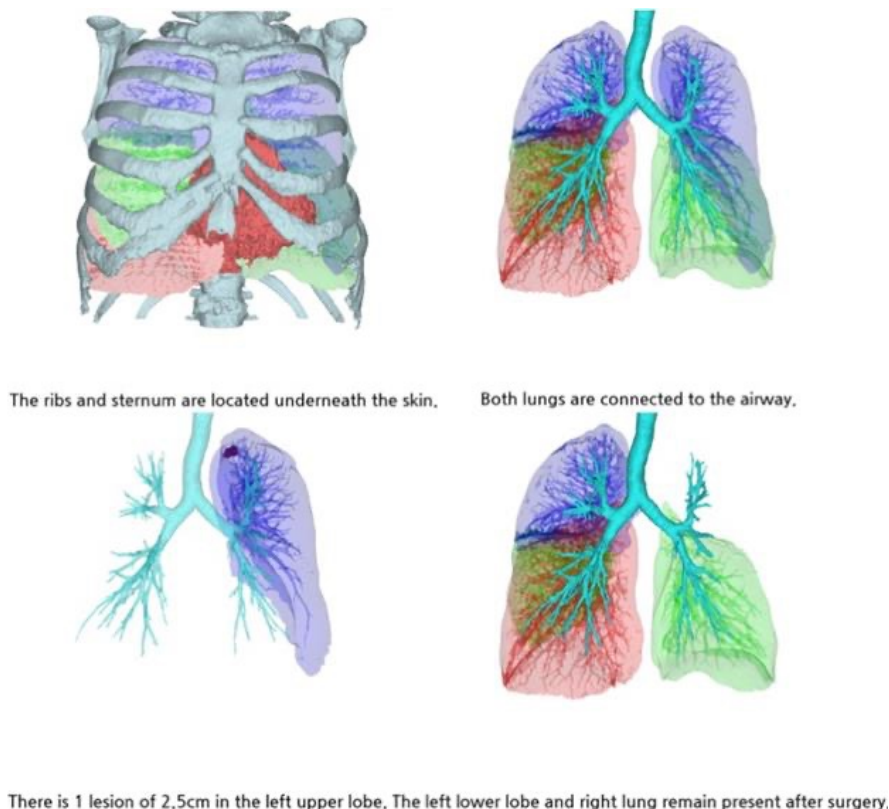 The ribs and sternum are located underneath the skin.
Both lungs are connected to the airway.
There is 1 lesion of 2.5cm in the left upper lobe.
The left lower lobe and right lung remain present after surgery.